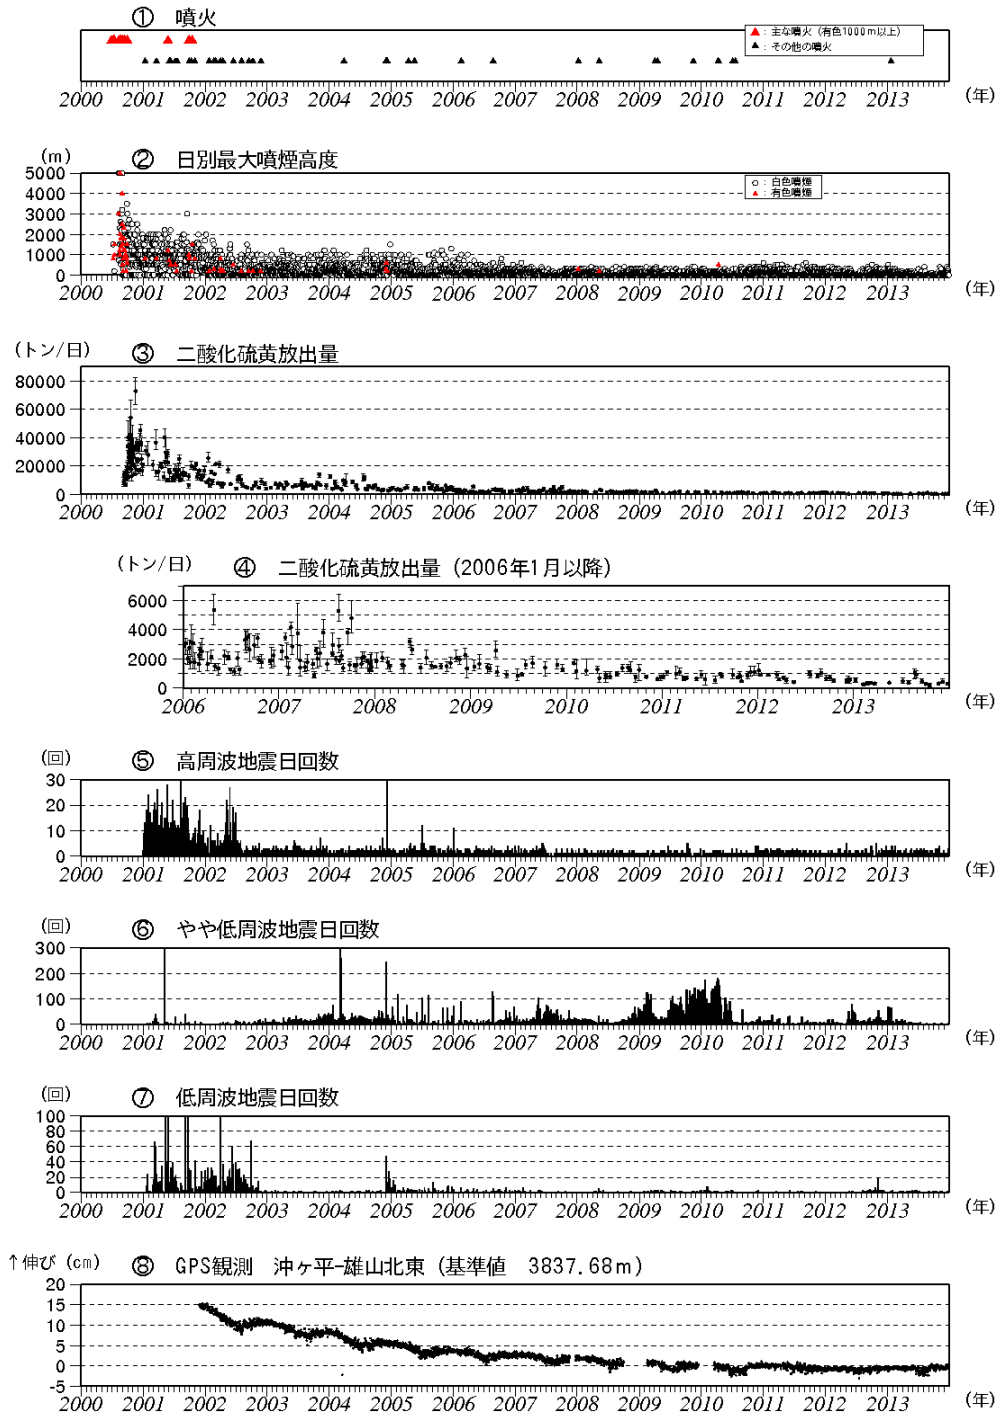 ① 噴火
▲：主な噴火（有色1000m以上）
▲：その他の噴火
2000 2001 2002 2003 2004 2005 2006 2007 2008 2009 2010 2011 2012 2013 (年)
(m) ② 日別最大噴煙高度
5000
○：白色噴煙
4000
▲：有色噴煙
3000
2000
1000
0
2000 2001 2002 2003 2004 2005 2006 2007 2008 2009 2010 2011 2012 2013 (年)
(トン/日) ③ 二酸化硫黄放出量
80000
60000
40000
20000
0
2000 2001 2002 2003 2004 2005 2006 2007 2008 2009 2010 2011 2012 2013 (年)
(トン/日) ④ 二酸化硫黄放出量 (2006年1月以降)
6000
4000
2000
0
2006 2007 2008 2009 2010 2011 2012 2013 (年)
(回) ⑤ 高周波地震日回数
30
20
10
0
2000 2001 2002 2003 2004 2005 2006 2007 2008 2009 2010 2011 2012 2013 (年)
(回) ⑥ やや低周波地震日回数
300
200
100
0
2000 2001 2002 2003 2004 2005 2006 2007 2008 2009 2010 2011 2012 2013 (年)
(回) ⑦ 低周波地震日回数
100
80
60
40
20
0
2000 2001 2002 2003 2004 2005 2006 2007 2008 2009 2010 2011 2012 2013 (年)
↑伸び (cm) ⑧ GPS観測 沖ヶ平-雄山北東 (基準値 3837.68m)
20
15
10
5
0
-5
2000 2001 2002 2003 2004 2005 2006 2007 2008 2009 2010 2011 2012 2013 (年)